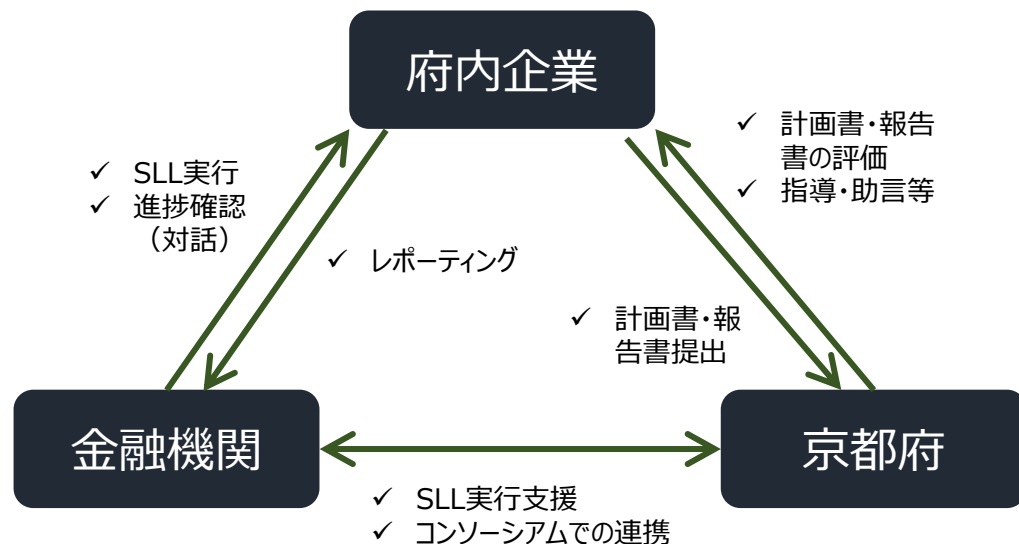 府内企業
✓ SLL実行
✓ 進捗確認
（対話）
✓ 計画書・報告
書の評価
✓ 指導・助言等
✓ レポーティング
✓ 計画書・報
告書提出
金融機関
京都府
✓ SLL実行支援
✓ コンソーシアムでの連携